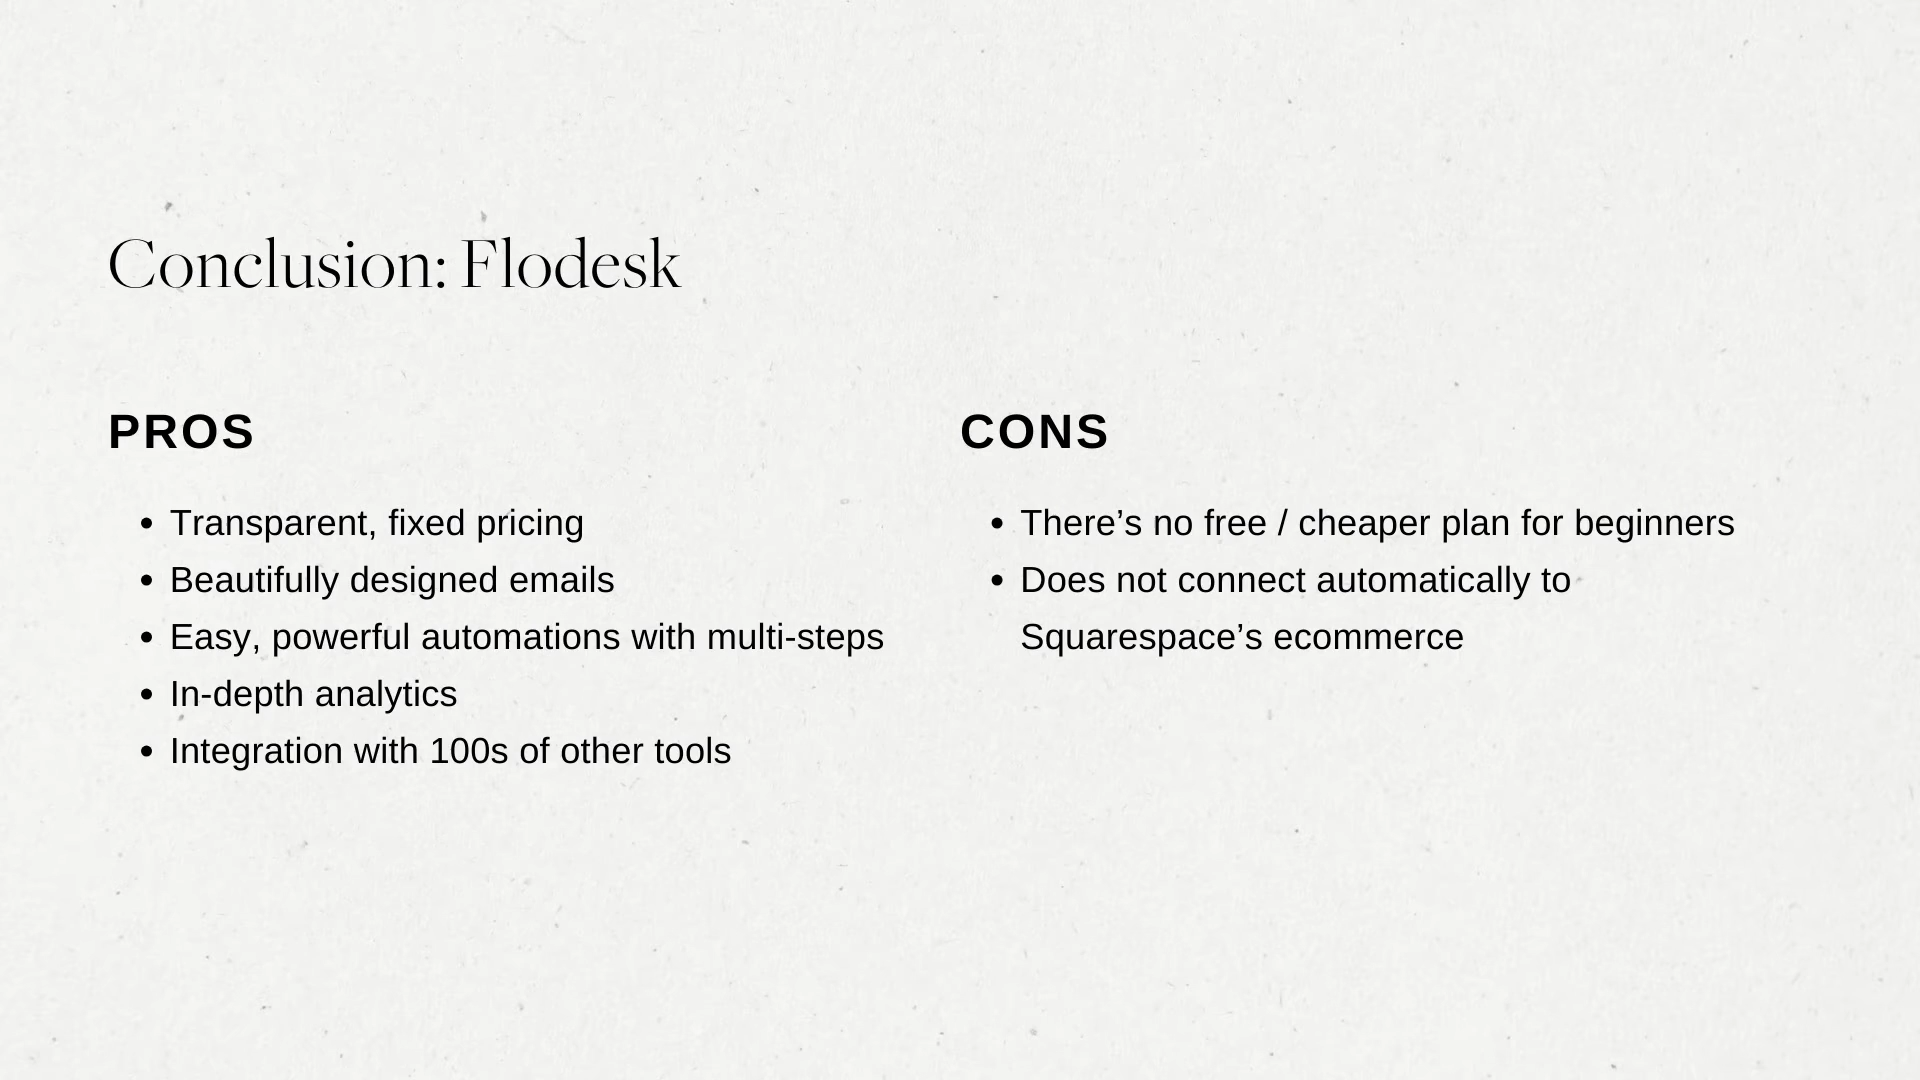 Conclusion: Flodesk
PROS
• Transparent, fixed pricing
• Beautifully designed emails
• Easy, powerful automations with multi-steps
• In-depth analytics
• Integration with 100s of other tools
CONS
• There’s no free / cheaper plan for beginners
• Does not connect automatically to
Squarespace’s ecommerce